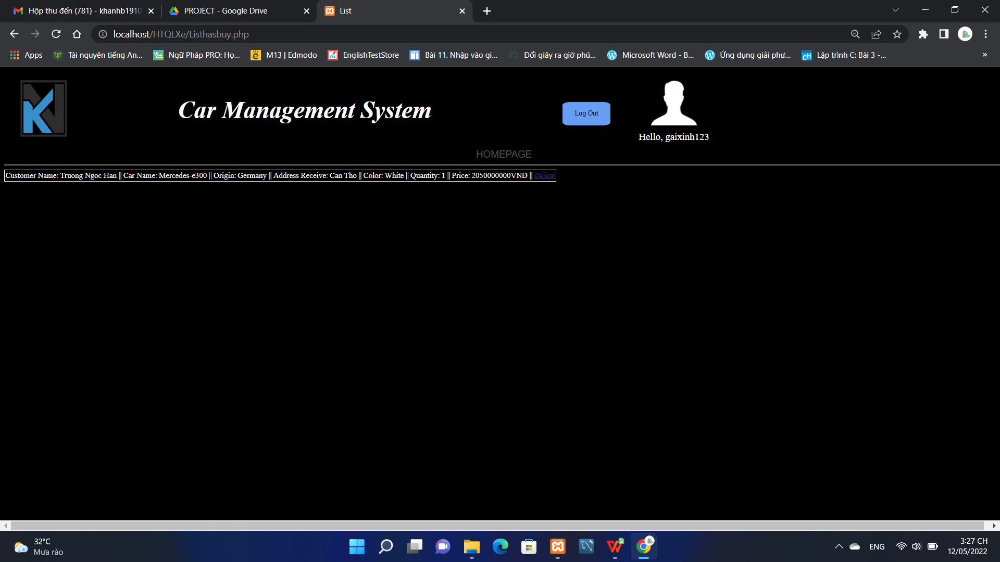 Hộp thư đến (781) - khanhb1910
PROJECT - Google Drive
List
localhost/HTQLXe/Listhasbuy.php
Apps
Tài nguyên tiếng An...
Ngữ Pháp PRO: Họ...
M13 | Edmodo
EnglishTestStore
Bài 11. Nhập vào gi...
Đổi giây ra giờ phú...
Microsoft Word - B...
Ứng dụng giải phư...
Lập trình C: Bài 3 -...
»
Car Management System
Log Out
Hello, gaixinh123
HOMEPAGE
Customer Name: Truong Ngoc Han || Car Name: Mercedes-e300 || Origin: Germany || Address Receive: Can Tho || Color: White || Quantity: 1 || Price: 2050000000VNĐ || Delete
32°C
Mưa rào
ENG
3:27 CH
12/05/2022